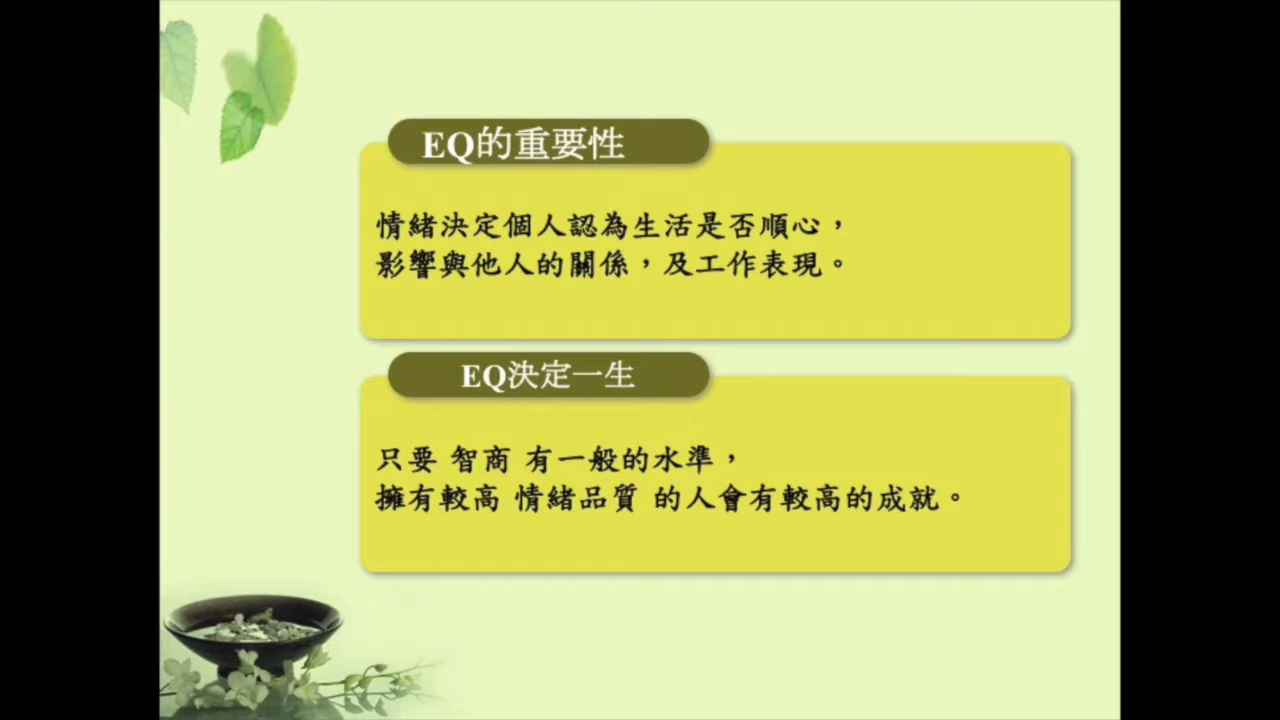 EQ的重要性
情緒決定個人認為生活是否順心，
影響與他人的關係，及工作表現。
EQ決定一生
只要 智商 有一般的水準，
擁有較高 情緒品質 的人會有較高的成就。